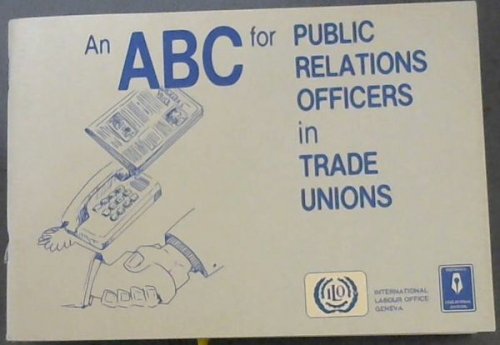 An ABC for PUBLIC
RELATIONS
OFFICERS
in
TRADE
UNIONS
ILO
INTERNATIONAL
LABOUR OFFICE
GENEVA